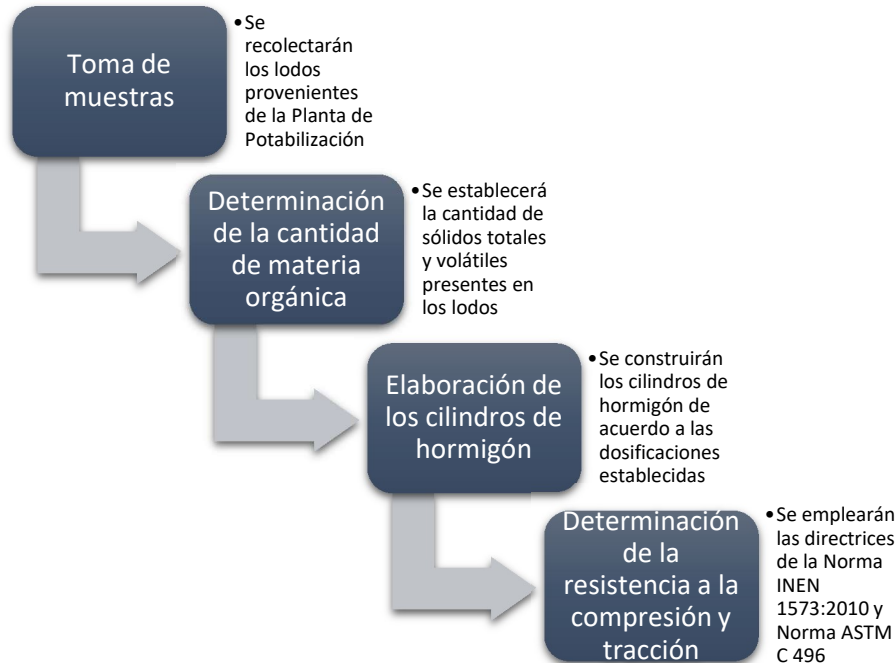 Toma de
muestras
•Se
recolectarán
los lodos
provenientes
de la Planta de
Potabilización
Determinación
de la cantidad
de materia
orgánica
•Se establecerá
la cantidad de
sólidos totales
y volátiles
presentes en
los lodos
Elaboración de
los cilindros de
hormigón
•Se construirán
los cilindros de
hormigón de
acuerdo a las
dosificaciones
establecidas
Determinación
de la
resistencia a la
compresión y
tracción
•Se emplearán
las directrices
de la Norma
INEN
1573:2010 y
Norma ASTM
C 496